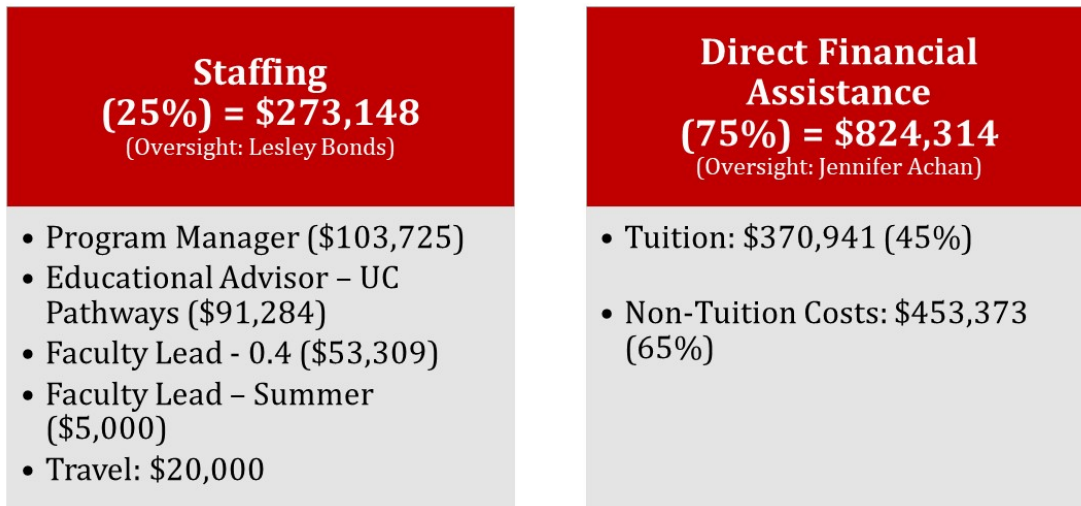 Staffing
(25%) = $273,148
(Oversight: Lesley Bonds)
• Program Manager ($103,725)
• Educational Advisor – UC
Pathways ($91,284)
• Faculty Lead - 0.4 ($53,309)
• Faculty Lead – Summer
($5,000)
• Travel: $20,000
Direct Financial
Assistance
(75%) = $824,314
(Oversight: Jennifer Achan)
• Tuition: $370,941 (45%)
• Non-Tuition Costs: $453,373
(65%)